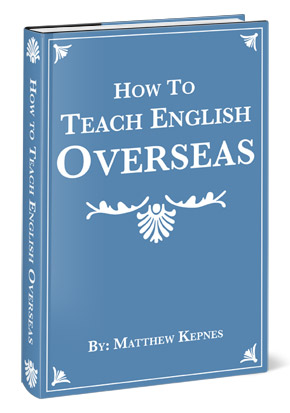 How To
Teach English
Overseas
By: Matthew Kepnes
How to Teach English Overseas